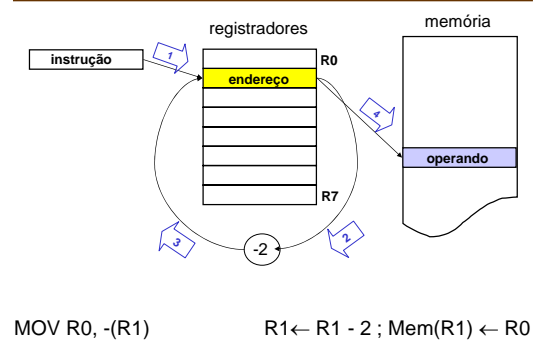 registradores
memória
instrução
1
R0
endereço
4
operando
R7
3
-2
2
MOV R0, -(R1) R1← R1 - 2 ; Mem(R1) ← R0